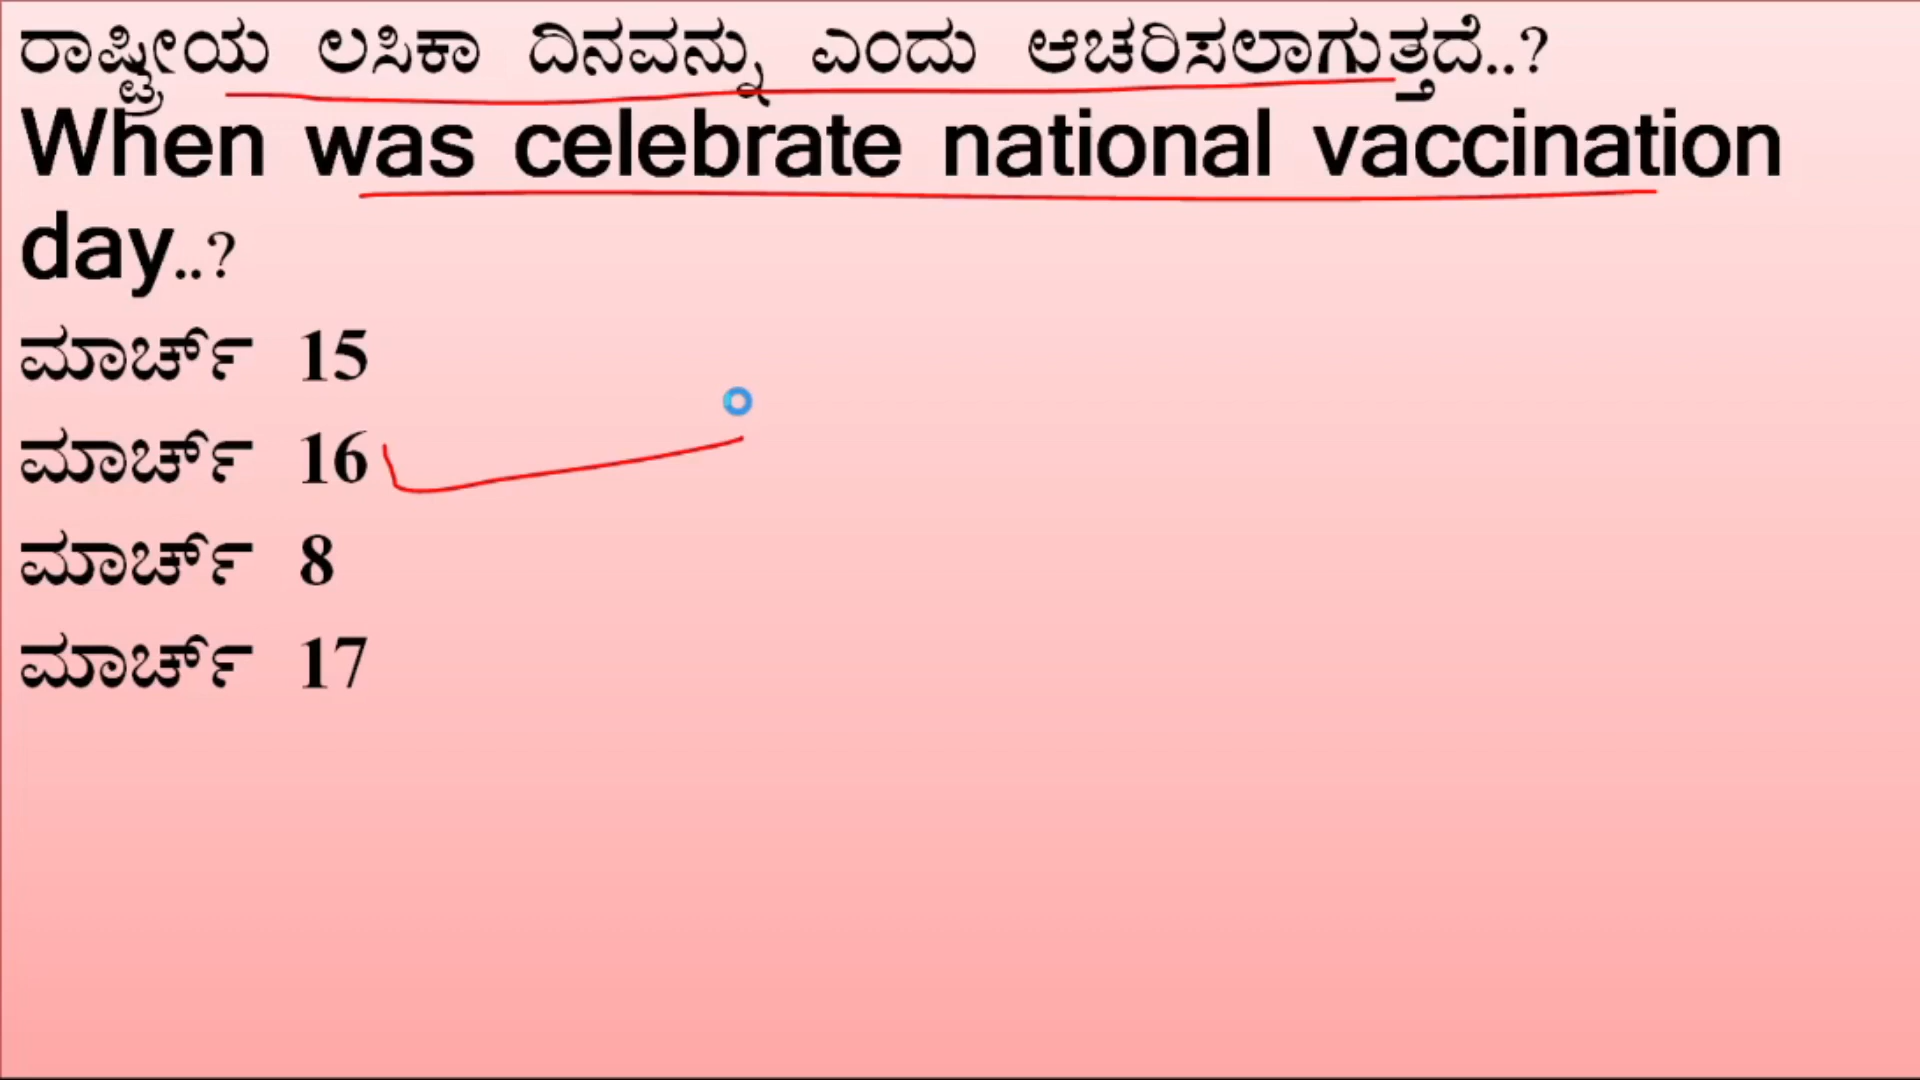 ರಾಷ್ಟ್ರೀಯ ಲಸಿಕಾ ದಿನವನ್ನು ಎಂದು ಆಚರಿಸಲಾಗುತ್ತದೆ..?
When was celebrate national vaccination
day..?
ಮಾರ್ಚ್ 15
ಮಾರ್ಚ್ 16
ಮಾರ್ಚ್ 8
ಮಾರ್ಚ್ 17